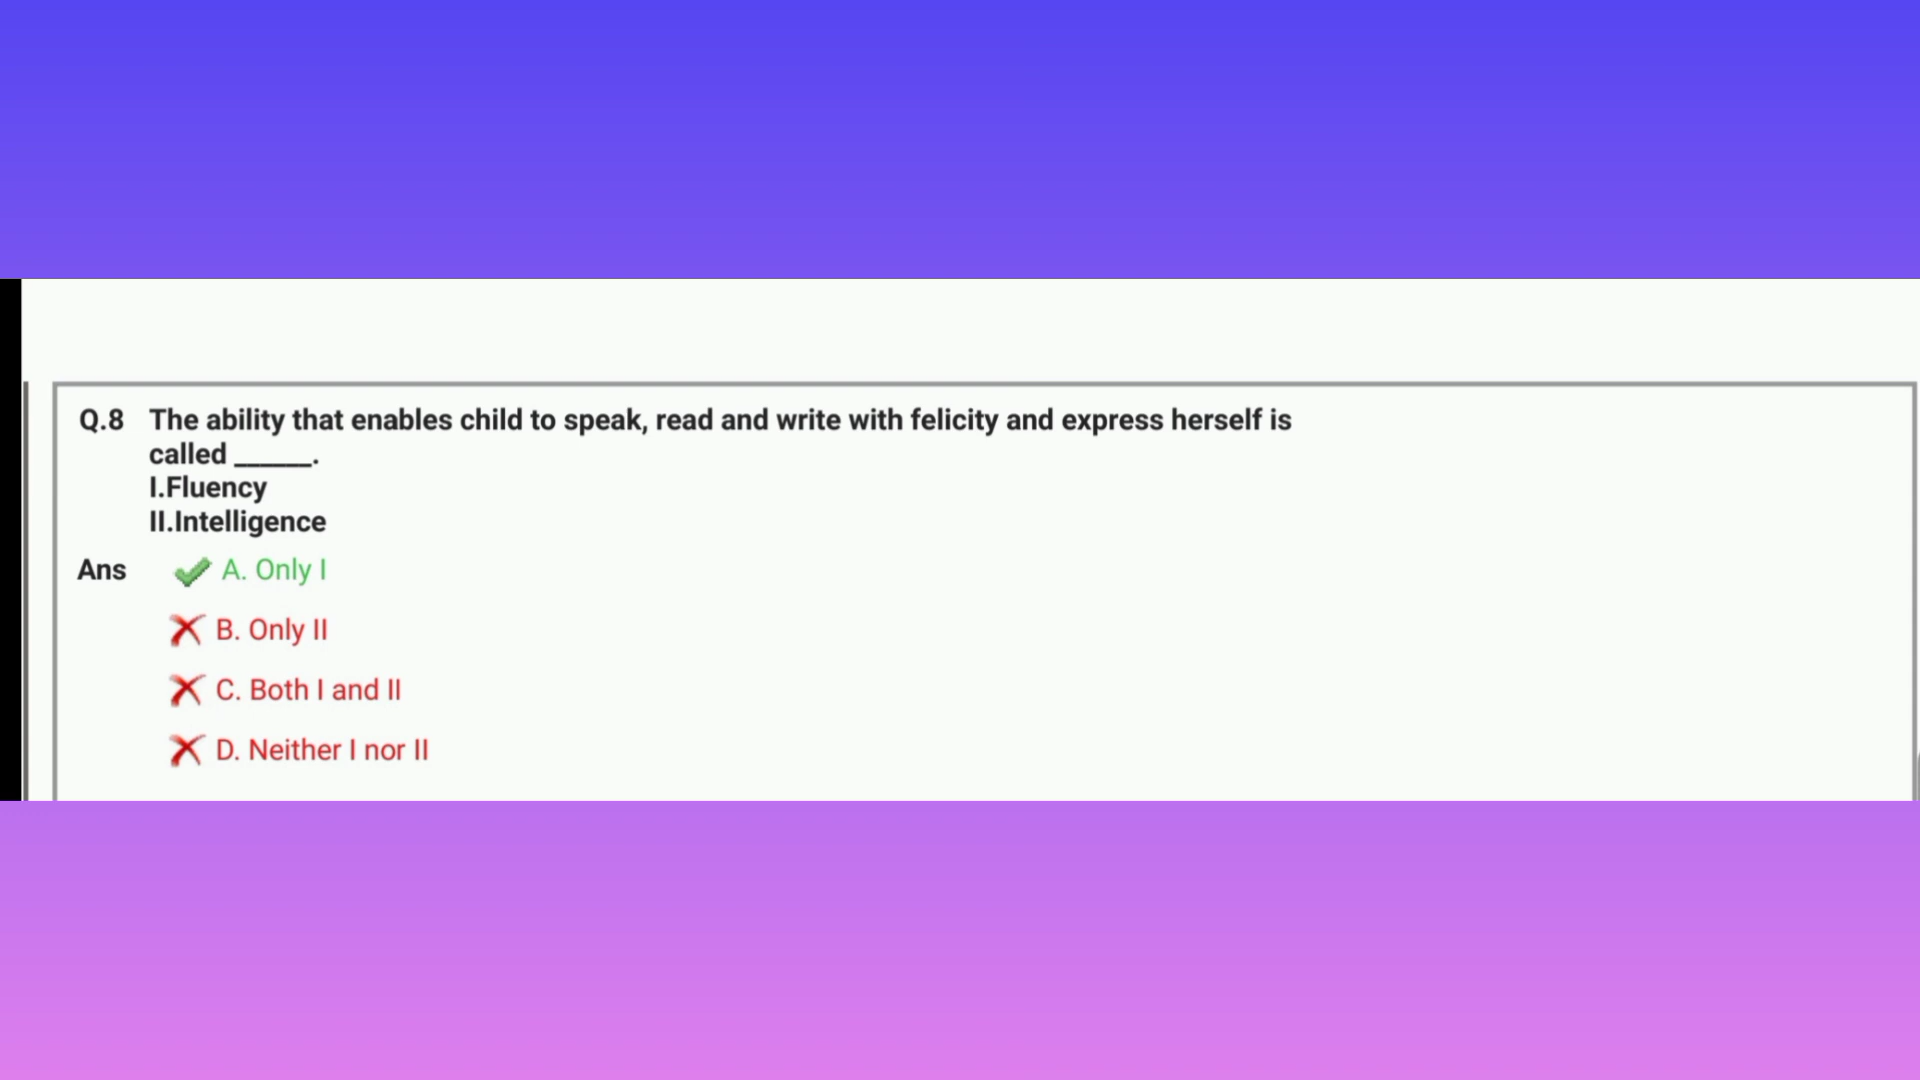 Q.8 The ability that enables child to speak, read and write with felicity and express herself is
called ______.
I.Fluency
II.Intelligence
Ans A. Only I
B. Only II
C. Both I and II
D. Neither I nor II